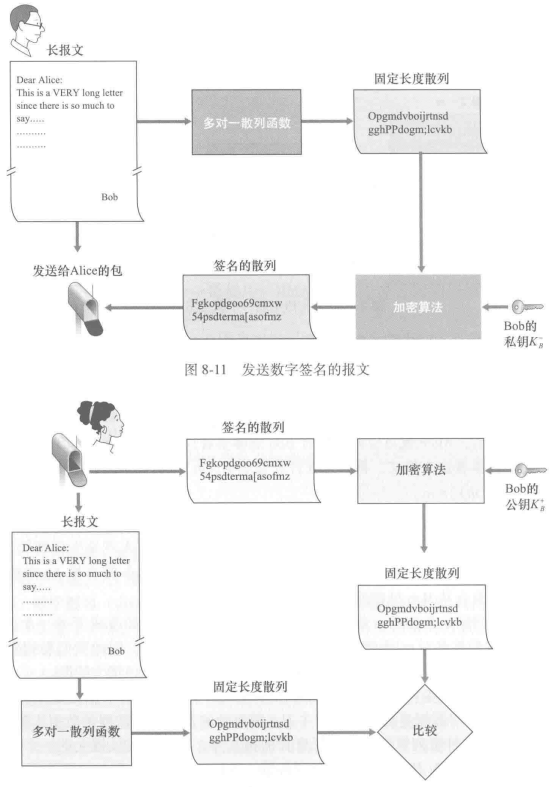 长报文
Dear Alice:
This is a VERY long letter
since there is so much to
say.....
..........
..........
Bob
多对一散列函数
固定长度散列
Opgmdvboijrtnsd
gghPPdogm;lcvkb
发送给Alice的包
签名的散列
Fgkopdgoo69cmxw
54psdterma[asofmz
加密算法
Bob的
私钥K_B^-
图 8-11 发送数字签名的报文
签名的散列
Fgkopdgoo69cmxw
54psdterma[asofmz
加密算法
Bob的
公钥K_B^+
长报文
Dear Alice:
This is a VERY long letter
since there is so much to
say.....
..........
..........
Bob
固定长度散列
Opgmdvboijrtnsd
gghPPdogm;lcvkb
多对一散列函数
固定长度散列
Opgmdvboijrtnsd
gghPPdogm;lcvkb
比较